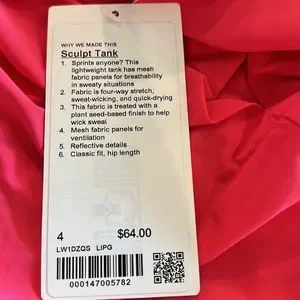 WHY WE MADE THIS
Sculpt Tank
1. Sprints anyone? This
lightweight tank has mesh
fabric panels for breathability
in sweaty situations
2. Fabric is four-way stretch,
sweat-wicking, and quick-drying
3. This fabric is treated with a
plant seed-based finish to help
wick sweat
4. Mesh fabric panels for
ventilation
5. Reflective details
6. Classic fit, hip length
4 $64.00
LW1DZQS LIPG
000147005782